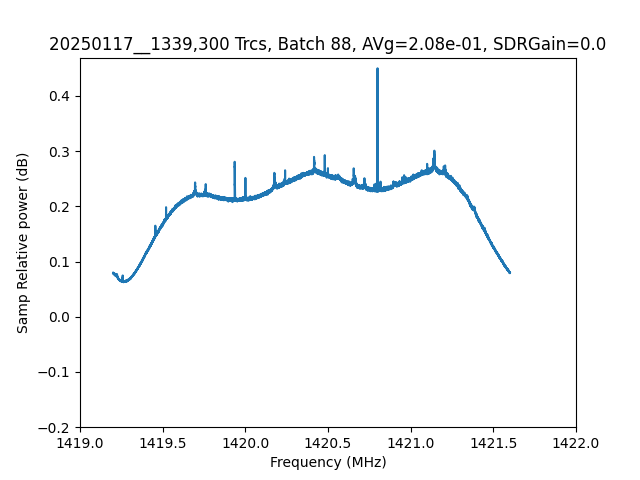 20250117__1339,300 Trcs, Batch 88, AVg=2.08e-01, SDRGain=0.0
Samp Relative power (dB)
0.4
0.3
0.2
0.1
0.0
−0.1
−0.2
1419.0 1419.5 1420.0 1420.5 1421.0 1421.5 1422.0
Frequency (MHz)